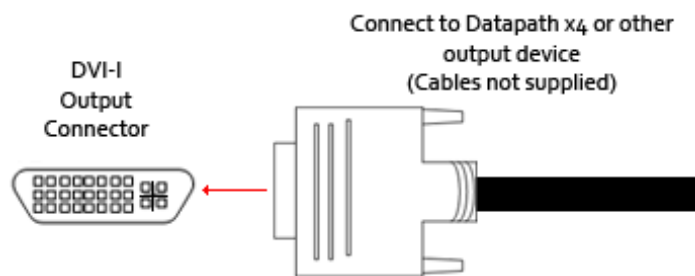 Connect to Datapath x4 or other
output device
(Cables not supplied)
DVI-I
Output
Connector